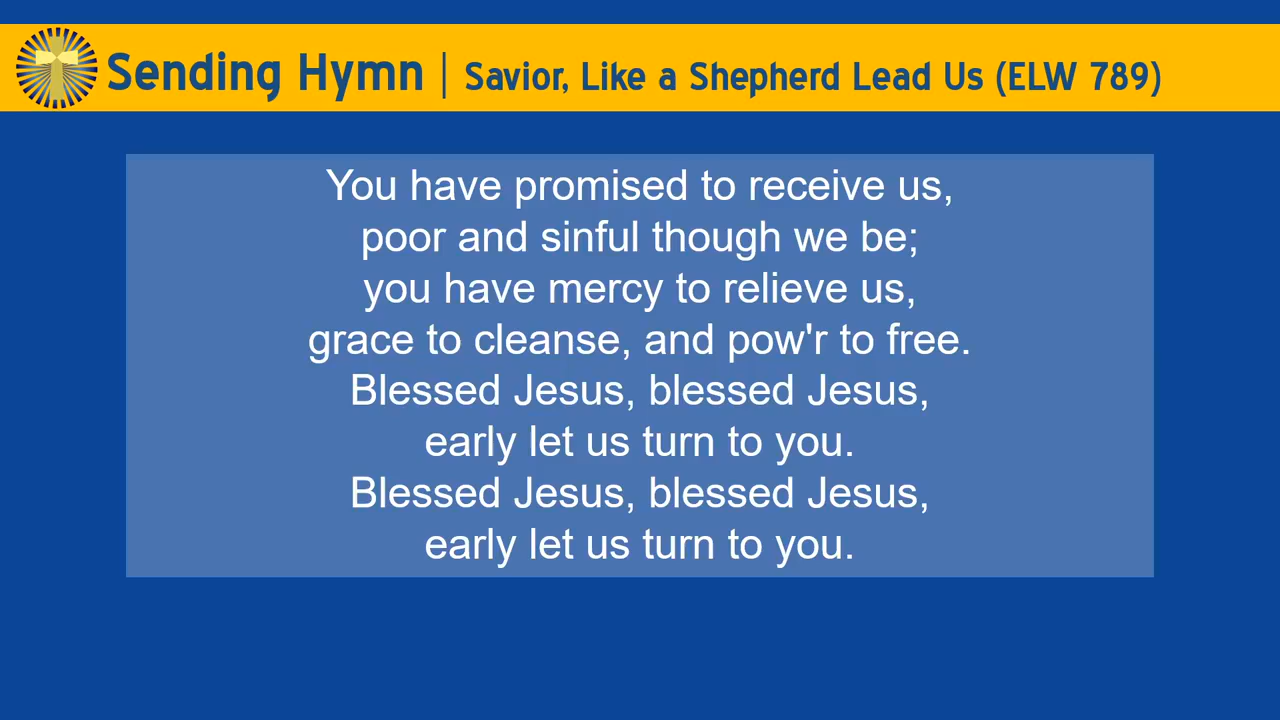 Sending Hymn | Savior, Like a Shepherd Lead Us (ELW 789)
You have promised to receive us,
poor and sinful though we be;
you have mercy to relieve us,
grace to cleanse, and pow'r to free.
Blessed Jesus, blessed Jesus,
early let us turn to you.
Blessed Jesus, blessed Jesus,
early let us turn to you.